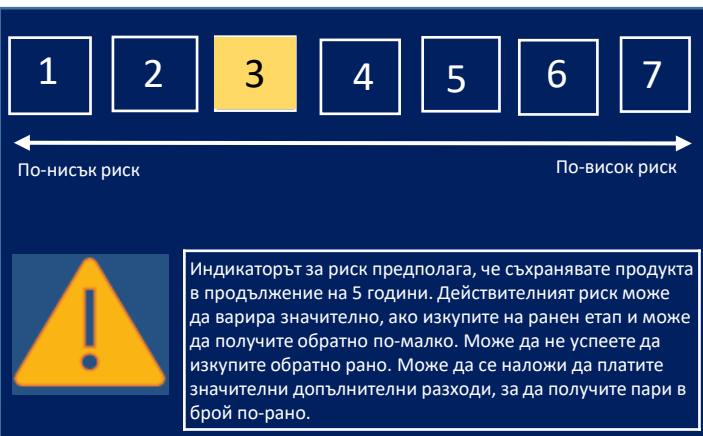 1 2 3 4 5 6 7
По-нисък риск По-висок риск
Индикаторът за риск предполага, че съхранявате продукта
в продължение на 5 години. Действителният риск може
да варира значително, ако изкупите на ранен етап и може
да получите обратно по-малко. Може да не успеете да
изкупите обратно рано. Може да се наложи да платите
значителни допълнителни разходи, за да получите пари в
брой по-рано.